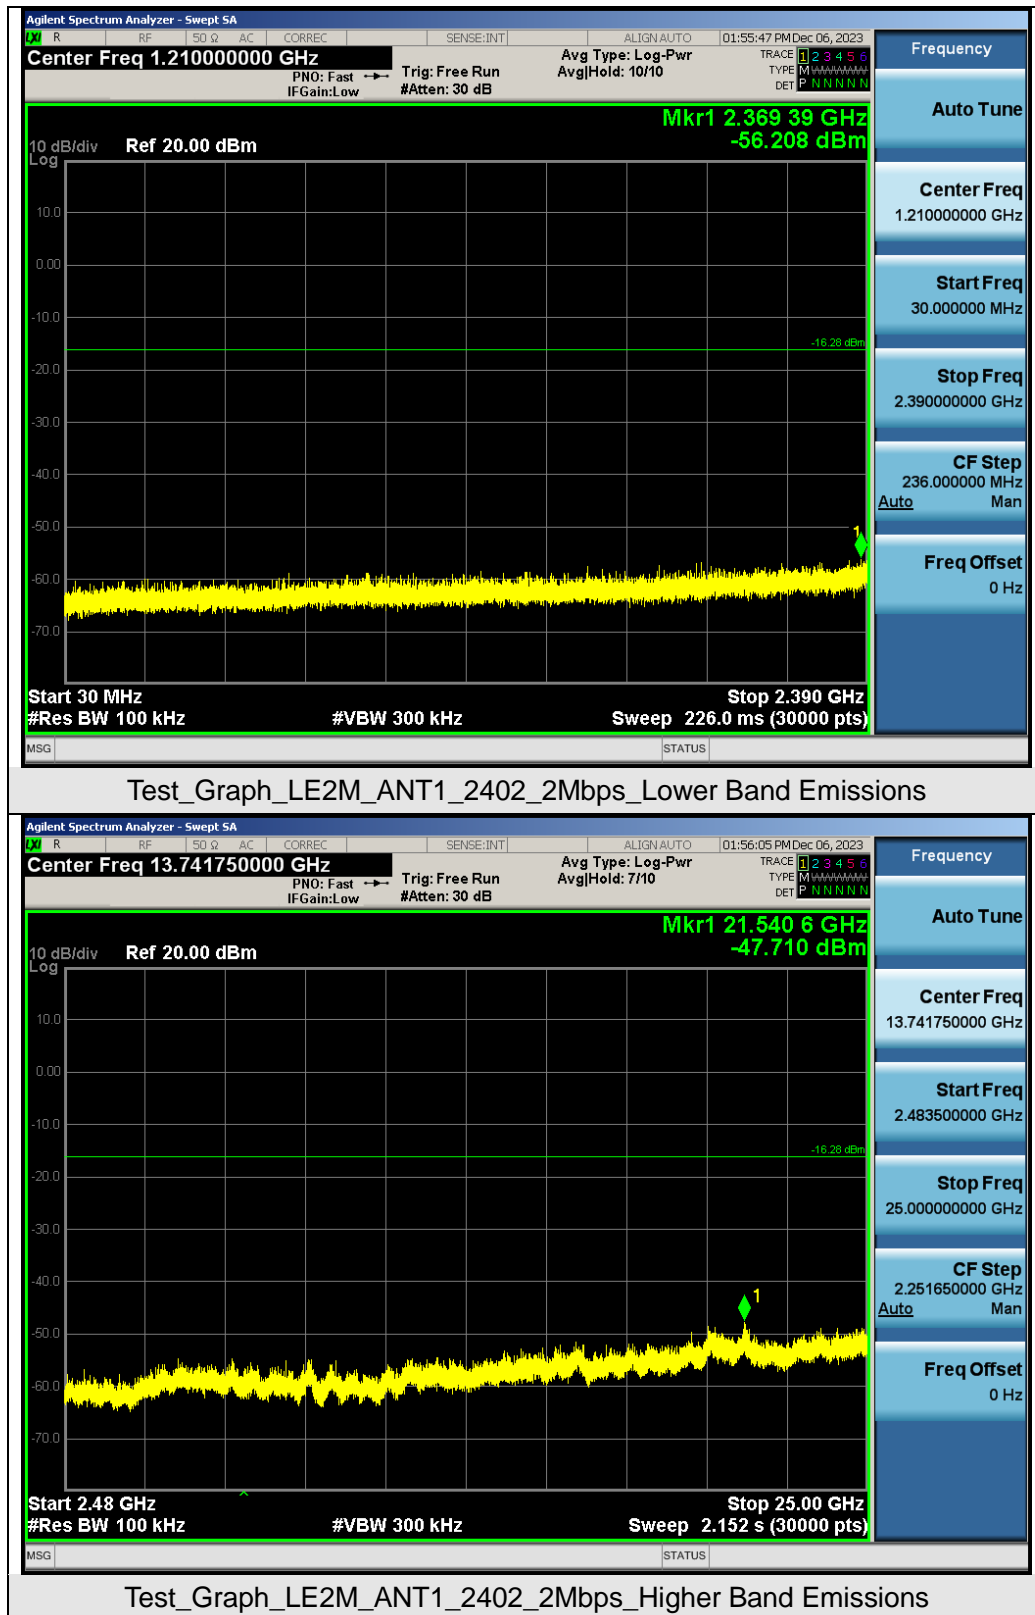 Agilent Spectrum Analyzer - Swept SA
LXI R RF 50 Ω AC CORREC SENSE:INT ALIGN AUTO 01:55:47 PM Dec 06, 2023
Center Freq 1.210000000 GHz
PNO: Fast
IFGain:Low
Trig: Free Run
#Atten: 30 dB
Avg Type: Log-Pwr
Avg|Hold: 10/10
TRACE 1 2 3 4 5 6
TYPE M
DET P N N N N N
Mkr1 2.369 39 GHz
-56.208 dBm
10 dB/div Ref 20.00 dBm
Log
10.0
0.00
-10.0
-16.28 dBm
-20.0
-30.0
-40.0
-50.0
1
-60.0
-70.0
Start 30 MHz Stop 2.390 GHz
#Res BW 100 kHz #VBW 300 kHz Sweep 226.0 ms (30000 pts)
MSG STATUS
Frequency
Auto Tune
Center Freq
1.210000000 GHz
Start Freq
30.000000 MHz
Stop Freq
2.390000000 GHz
CF Step
236.000000 MHz
Auto Man
Freq Offset
0 Hz
Test_Graph_LE2M_ANT1_2402_2Mbps_Lower Band Emissions
Agilent Spectrum Analyzer - Swept SA
LXI R RF 50 Ω AC CORREC SENSE:INT ALIGN AUTO 01:56:05 PM Dec 06, 2023
Center Freq 13.741750000 GHz
PNO: Fast
IFGain:Low
Trig: Free Run
#Atten: 30 dB
Avg Type: Log-Pwr
Avg|Hold: 7/10
TRACE 1 2 3 4 5 6
TYPE M
DET P N N N N N
Mkr1 21.540 6 GHz
-47.710 dBm
10 dB/div Ref 20.00 dBm
Log
10.0
0.00
-10.0
-16.28 dBm
-20.0
-30.0
-40.0
1
-50.0
-60.0
-70.0
Start 2.48 GHz Stop 25.00 GHz
#Res BW 100 kHz #VBW 300 kHz Sweep 2.152 s (30000 pts)
MSG STATUS
Frequency
Auto Tune
Center Freq
13.741750000 GHz
Start Freq
2.483500000 GHz
Stop Freq
25.000000000 GHz
CF Step
2.251650000 GHz
Auto Man
Freq Offset
0 Hz
Test_Graph_LE2M_ANT1_2402_2Mbps_Higher Band Emissions